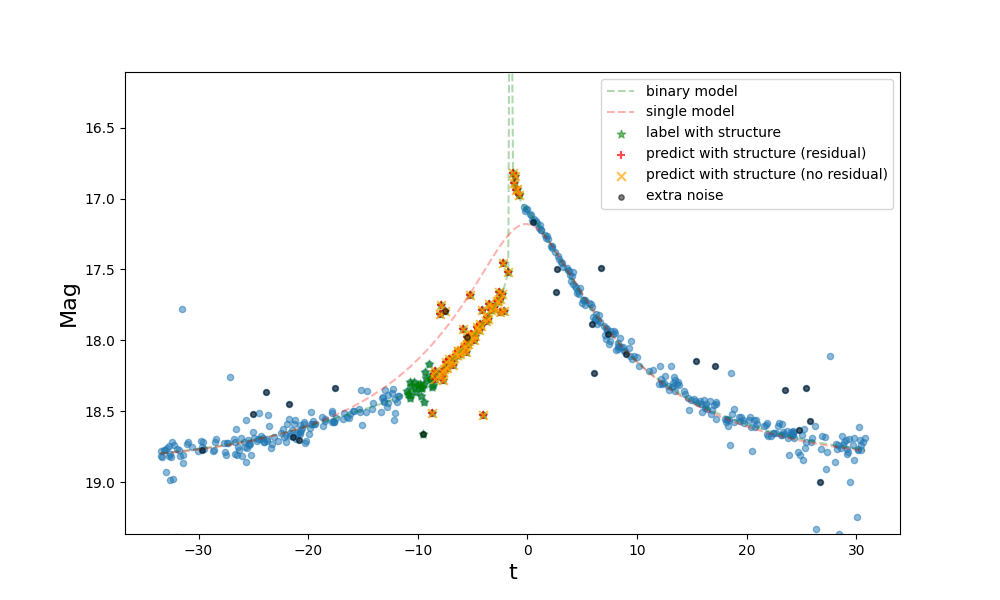 binary model
single model
label with structure
predict with structure (residual)
predict with structure (no residual)
extra noise
Mag
16.5
17.0
17.5
18.0
18.5
19.0
−30
−20
−10
0
10
20
30
t